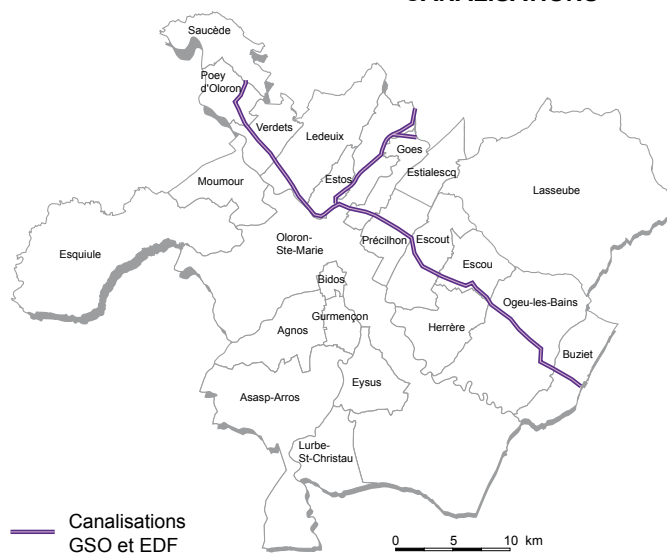 CANALISATIONS
Saucède
Poey
d'Oloron
Verdets
Ledeuix
Goes
Estos
Estialescq
Moumour
Lasseube
Esquiule
Oloron-
Ste-Marie
Précilhon
Escout
Escou
Bidos
Ogeu-les-Bains
Gurmençon
Agnos
Herrère
Buziet
Eysus
Asasp-Arros
Lurbe-
St-Christau
Canalisations
GSO et EDF
0 5 10 km